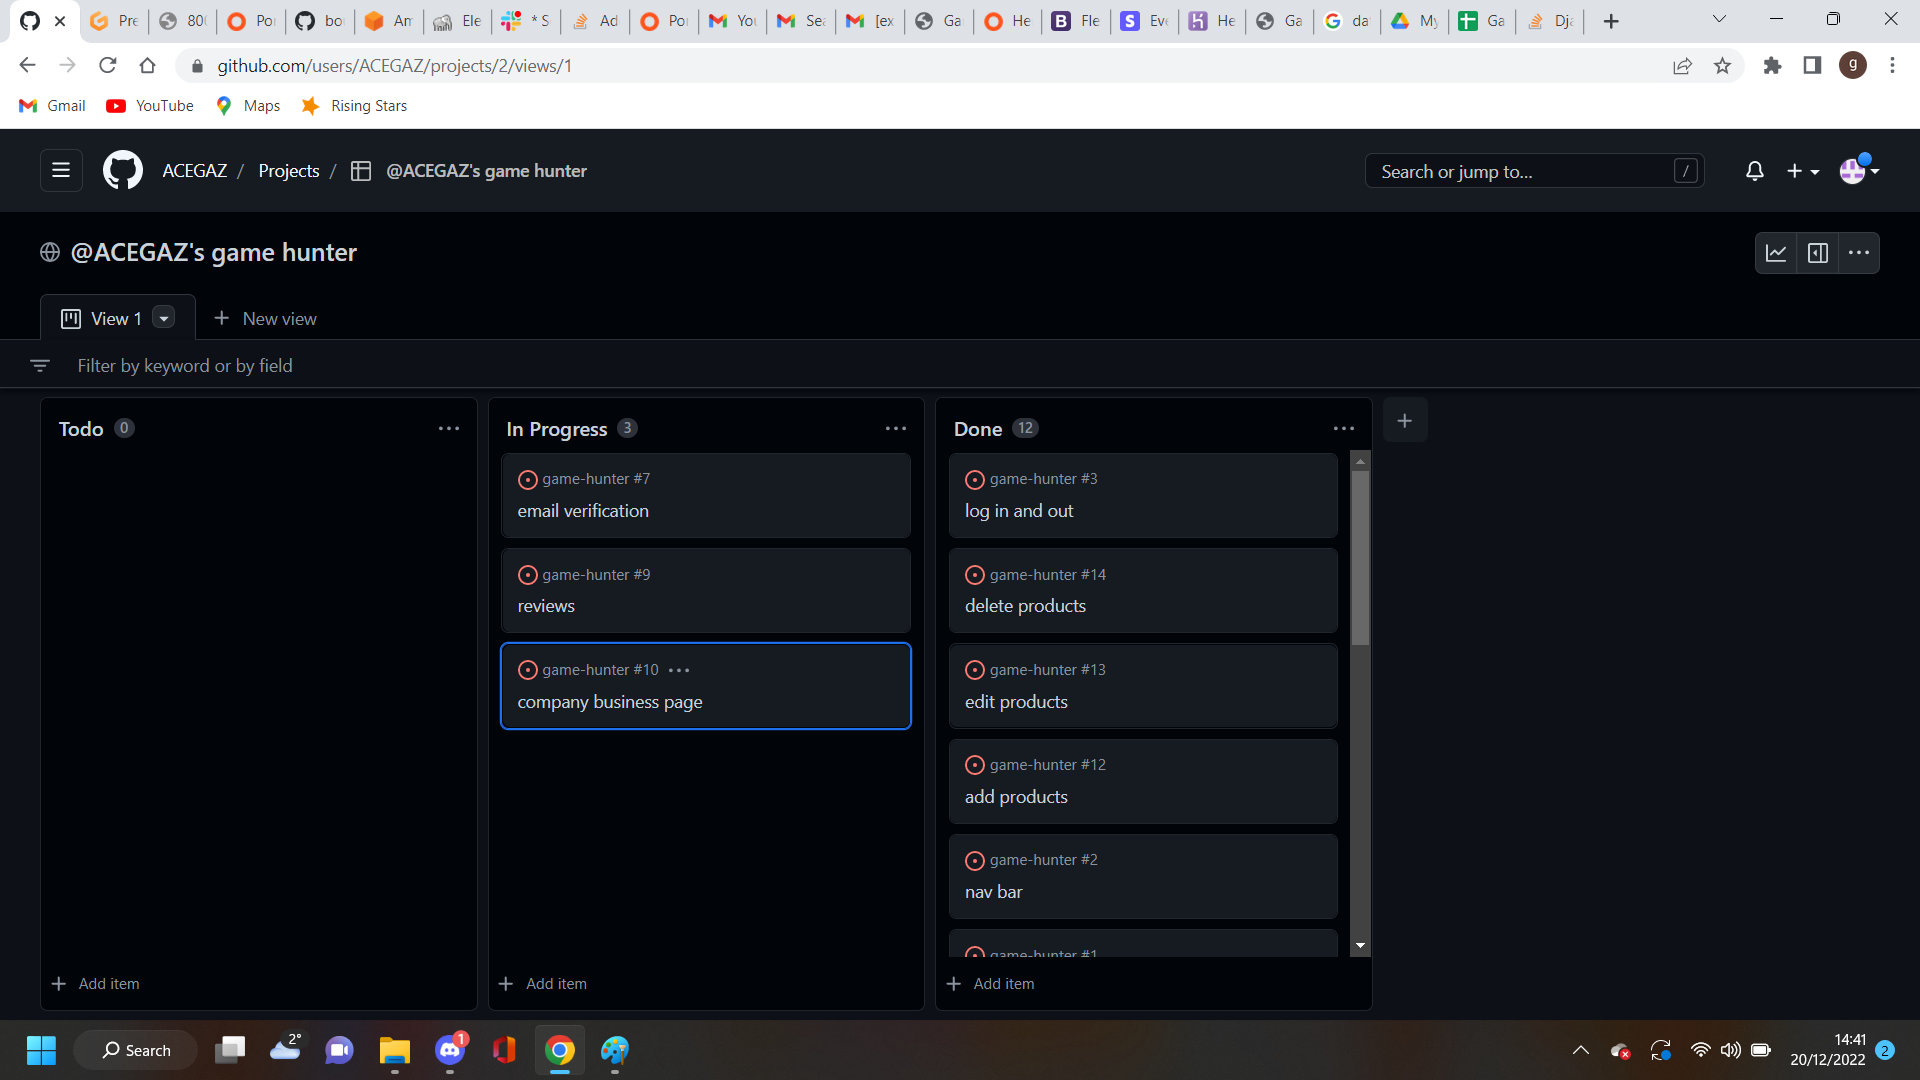 Pre
80
Por
bo
Am
Ele
* S
Ad
Po
You
Sea
[ex
Ga
He
Fle
Eve
He
Ga
da
My
Ga
Dja
github.com/users/ACEGAZ/projects/2/views/1
g
Gmail
YouTube
Maps
Rising Stars
ACEGAZ / Projects / @ACEGAZ's game hunter
Search or jump to...
/
@ACEGAZ's game hunter
View 1
New view
Filter by keyword or by field
Todo 0
Add item
In Progress 3
game-hunter #7
email verification
game-hunter #9
reviews
game-hunter #10
company business page
Add item
Done 12
game-hunter #3
log in and out
game-hunter #14
delete products
game-hunter #13
edit products
game-hunter #12
add products
game-hunter #2
nav bar
game-hunter #1
Add item
Search
2°
1
14:41
20/12/2022
2